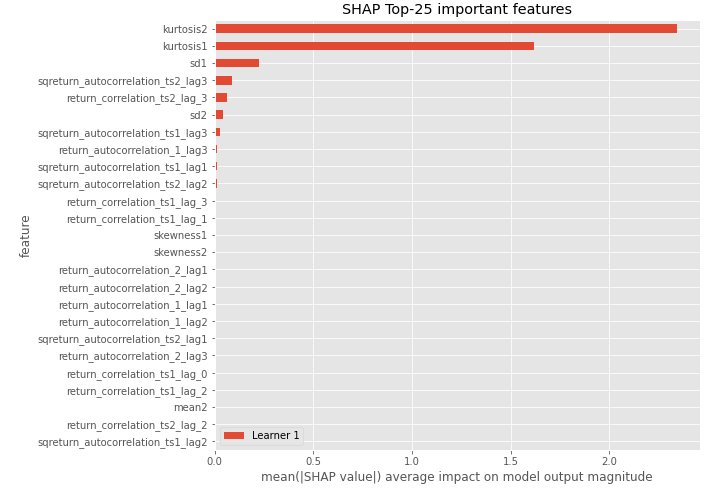 SHAP Top-25 important features
kurtosis2
kurtosis1
sd1
sqreturn_autocorrelation_ts2_lag3
return_correlation_ts2_lag_3
sd2
sqreturn_autocorrelation_ts1_lag3
return_autocorrelation_1_lag3
sqreturn_autocorrelation_ts1_lag1
sqreturn_autocorrelation_ts2_lag2
return_correlation_ts1_lag_3
return_correlation_ts1_lag_1
skewness1
skewness2
return_autocorrelation_2_lag1
return_autocorrelation_2_lag2
return_autocorrelation_1_lag1
return_autocorrelation_1_lag2
sqreturn_autocorrelation_ts2_lag1
return_autocorrelation_2_lag3
return_correlation_ts1_lag_0
return_correlation_ts1_lag_2
mean2
return_correlation_ts2_lag_2
sqreturn_autocorrelation_ts1_lag2
feature
Learner 1
0.0 0.5 1.0 1.5 2.0
mean(|SHAP value|) average impact on model output magnitude